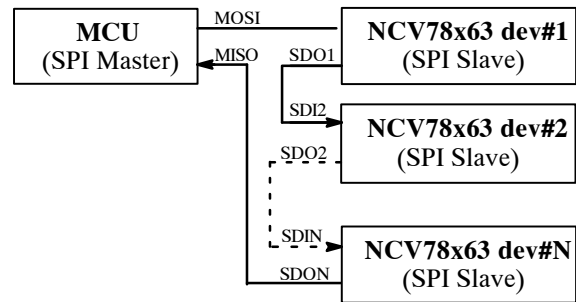 MCU
(SPI Master)
MOSI
MISO
NCV78x63 dev#1
(SPI Slave)
SDO1
SDI2
NCV78x63 dev#2
(SPI Slave)
SDO2
SDIN
NCV78x63 dev#N
(SPI Slave)
SDON